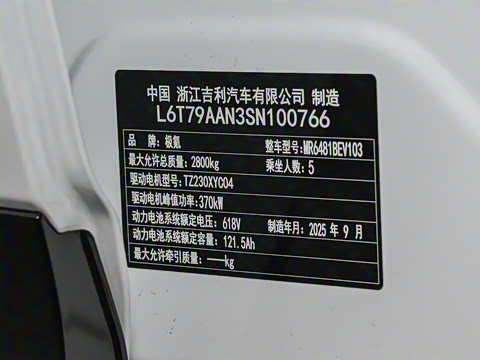 中国 浙江吉利汽车有限公司 制造
L6T79AAN3SN100766
品 牌: 极氪 整车型号: MR6481BEV103
最大允许总质量: 2800kg 乘坐人数: 5
驱动电机型号: TZ230XYC04
驱动电机峰值功率: 370kW
动力电池系统额定电压: 618V 制造年月: 2025 年 9 月
动力电池系统额定容量: 121.5Ah
最大允许牵引质量: ——kg